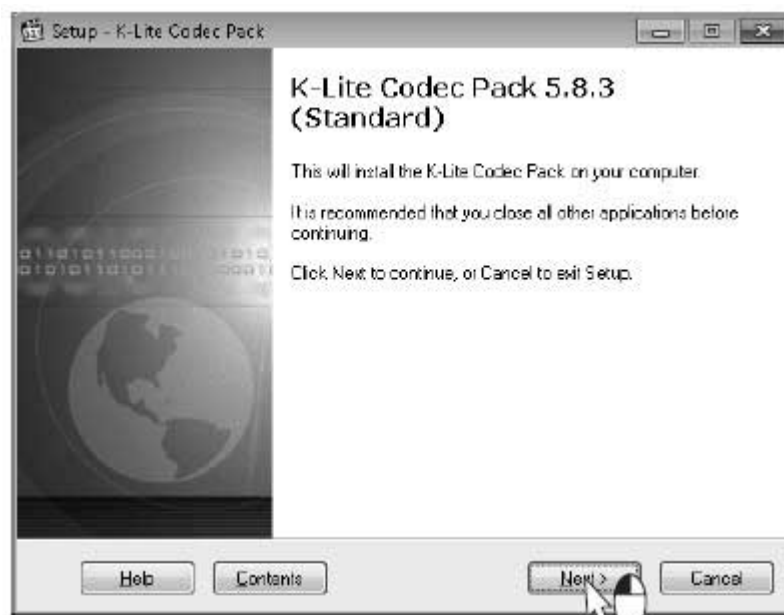 Setup - K-Lite Codec Pack
K-Lite Codec Pack 5.8.3
(Standard)
This will install the K-Lite Codec Pack on your computer.
It is recommended that you close all other applications before
continuing.
Click Next to continue, or Cancel to exit Setup.
Help
Contents
Next >
Cancel